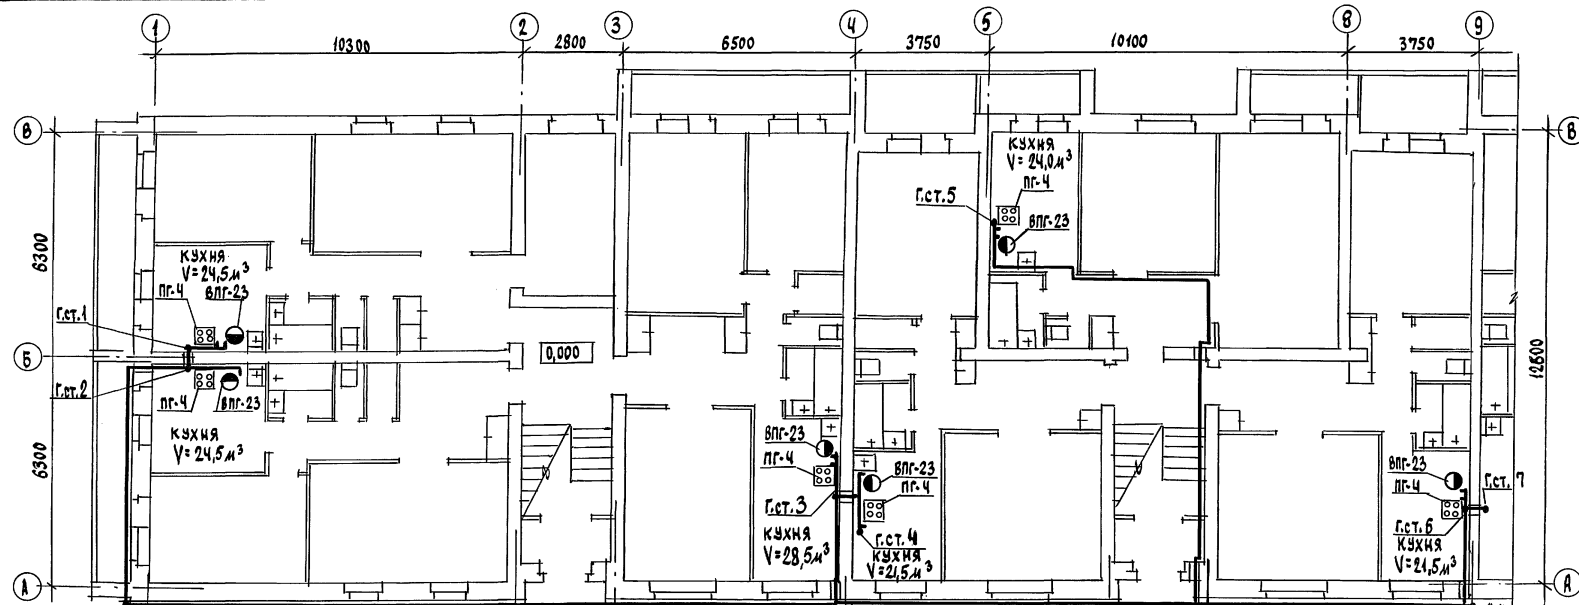 1 2 3 4 5 8 9
10300 2800 6500 3750 10100 3750
В В
КУХНЯ
V=24,0м³
ПГ-4
Г.СТ.5
ВПГ-23
6300
КУХНЯ
V=24,5м³
ПГ-4 ВПГ-23
Г.СТ.1
Б
0,000
12600
Г.СТ.2
ПГ-4 ВПГ-23
КУХНЯ
V=24,5м³
6300
ВПГ-23
ПГ-4
Г.СТ.3
КУХНЯ
V=28,5м³
ВПГ-23
ПГ-4
Г.СТ.4
КУХНЯ
V=21,5м³
ВПГ-23
ПГ-4
Г.СТ.7
Г.СТ.6
КУХНЯ
V=21,5м³
А А